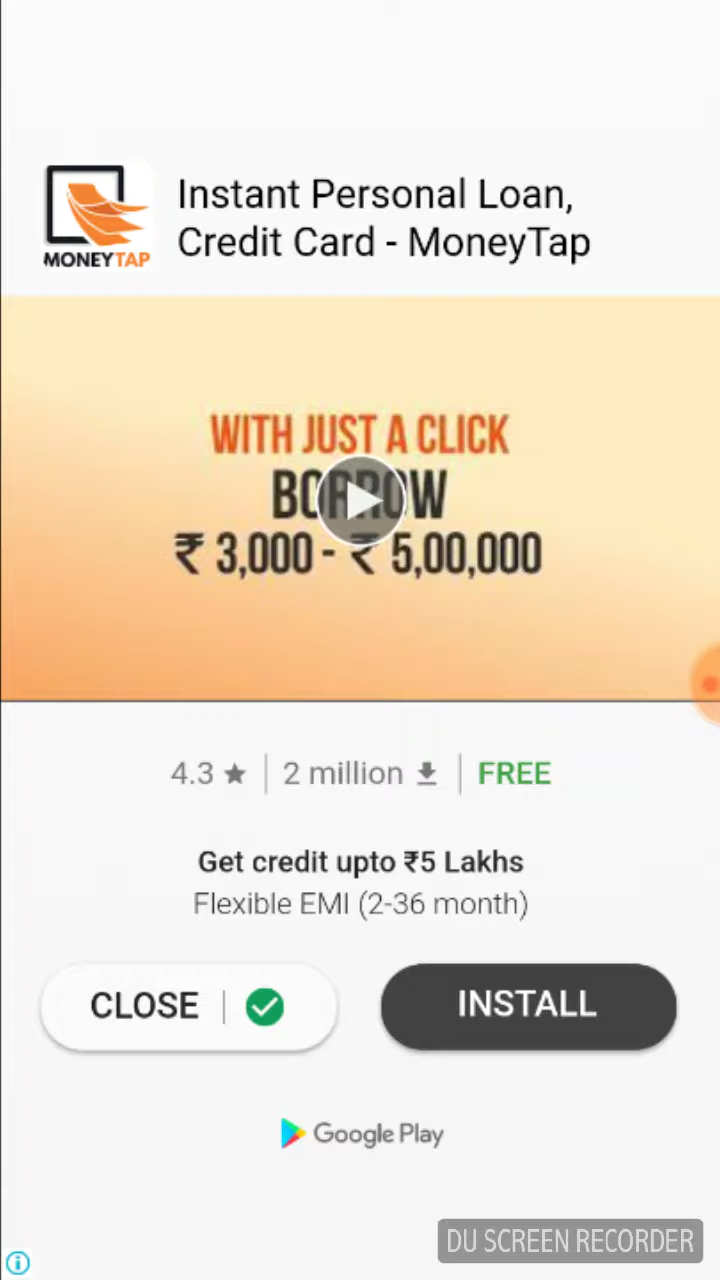 MONEYTAP
Instant Personal Loan,
Credit Card - MoneyTap
WITH JUST A CLICK
BORROW
₹ 3,000 - ₹ 5,00,000
4.3 ★ | 2 million | FREE
Get credit upto ₹5 Lakhs
Flexible EMI (2-36 month)
CLOSE
INSTALL
Google Play
DU SCREEN RECORDER